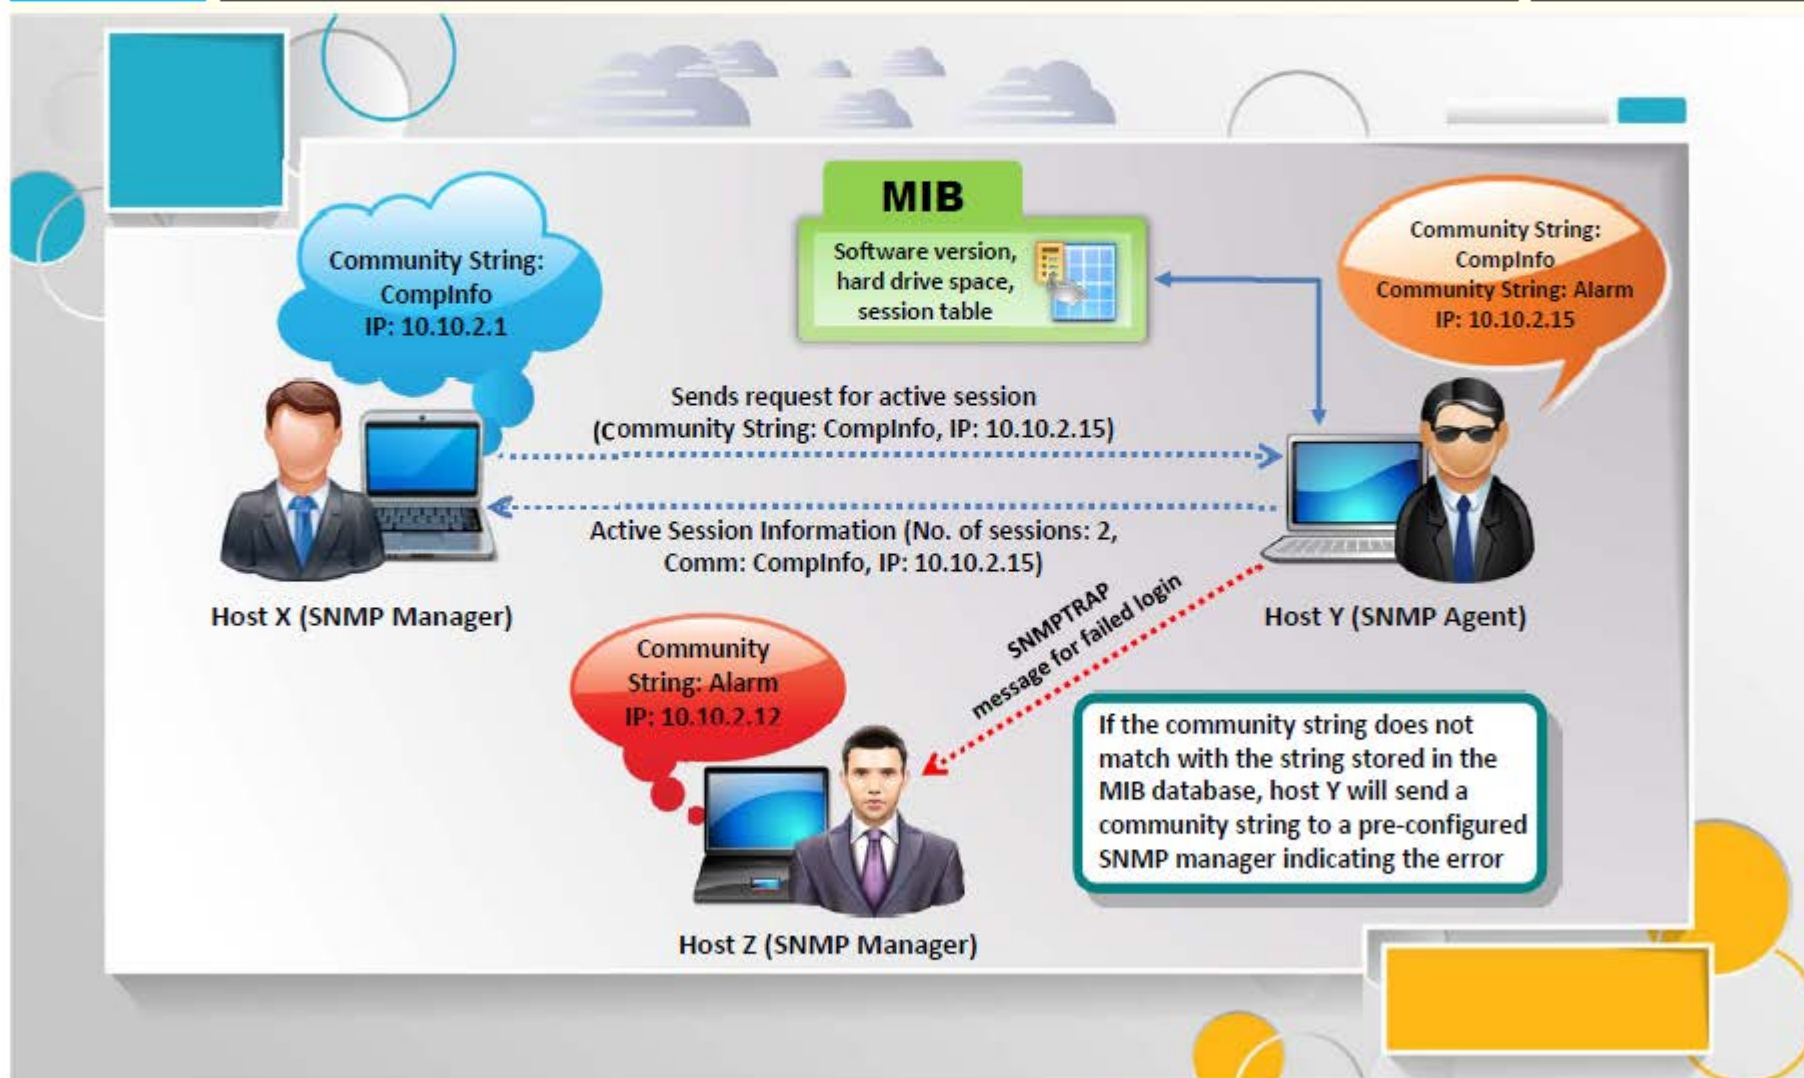 MIB
Software version,
hard drive space,
session table
Community String:
CompInfo
IP: 10.10.2.1
Community String:
CompInfo
Community String: Alarm
IP: 10.10.2.15
Sends request for active session
(Community String: CompInfo, IP: 10.10.2.15)
Active Session Information (No. of sessions: 2,
Comm: CompInfo, IP: 10.10.2.15)
Host X (SNMP Manager)
Host Y (SNMP Agent)
SNMPTRAP
message for failed login
Community
String: Alarm
IP: 10.10.2.12
Host Z (SNMP Manager)
If the community string does not
match with the string stored in the
MIB database, host Y will send a
community string to a pre-configured
SNMP manager indicating the error